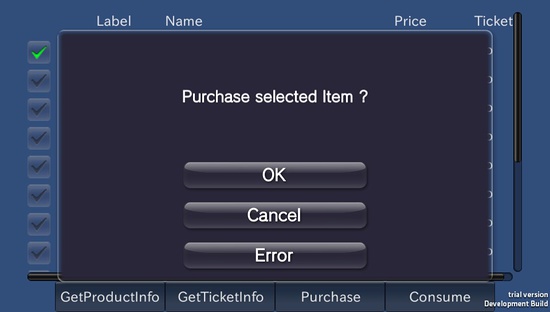 Label Name Price Ticket
Purchase selected Item ?
OK
Cancel
Error
GetProductInfo GetTicketInfo Purchase Consume
trial version
Development Build